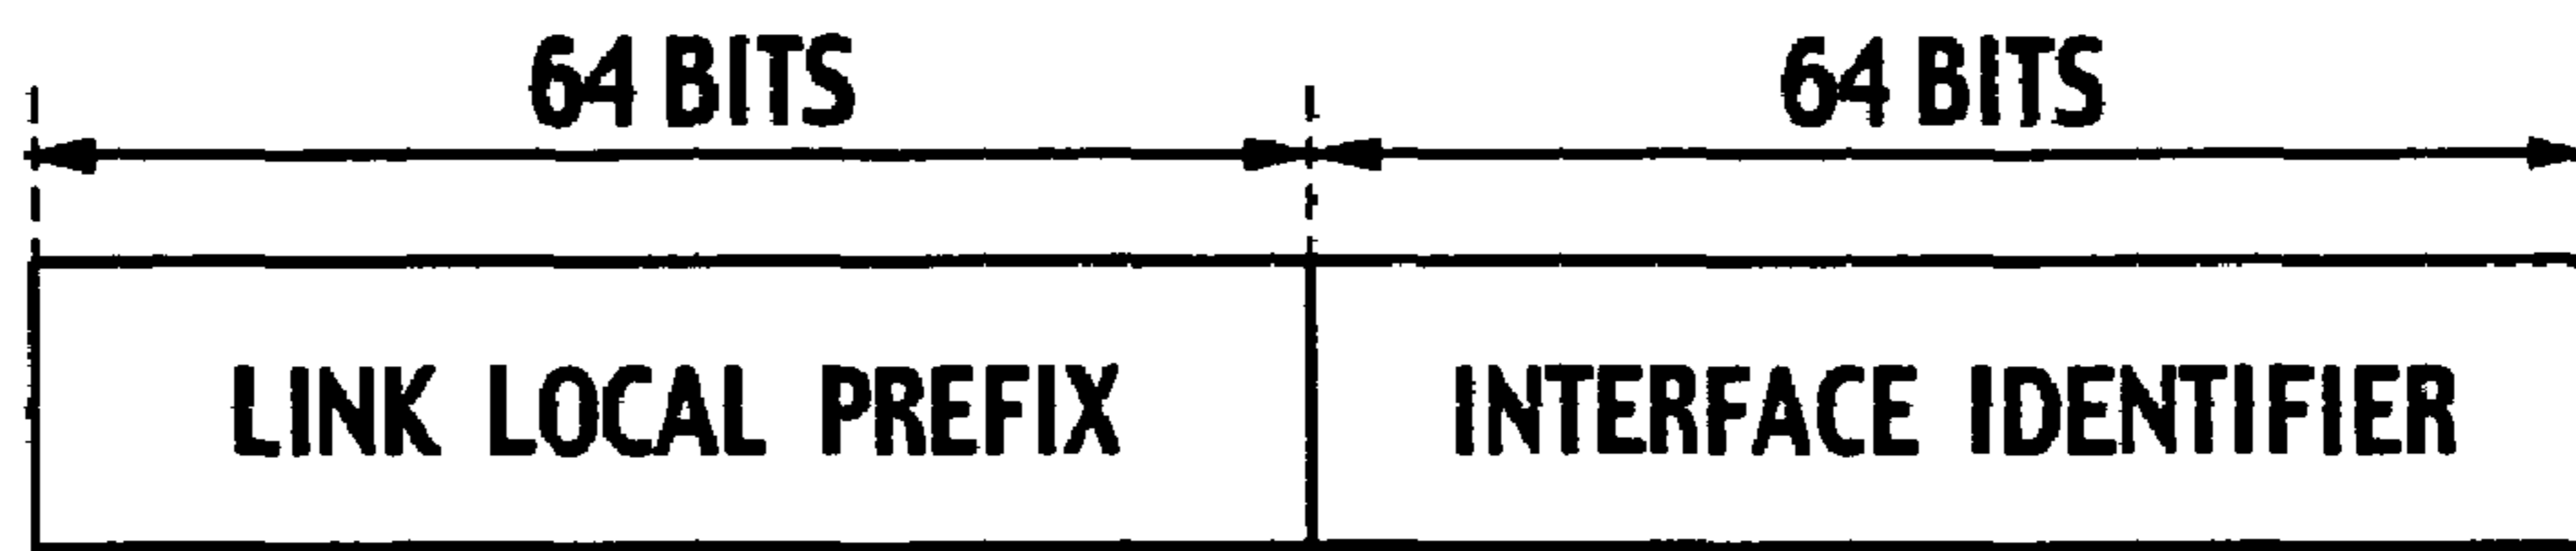 64 BITS 64 BITS
LINK LOCAL PREFIX INTERFACE IDENTIFIER